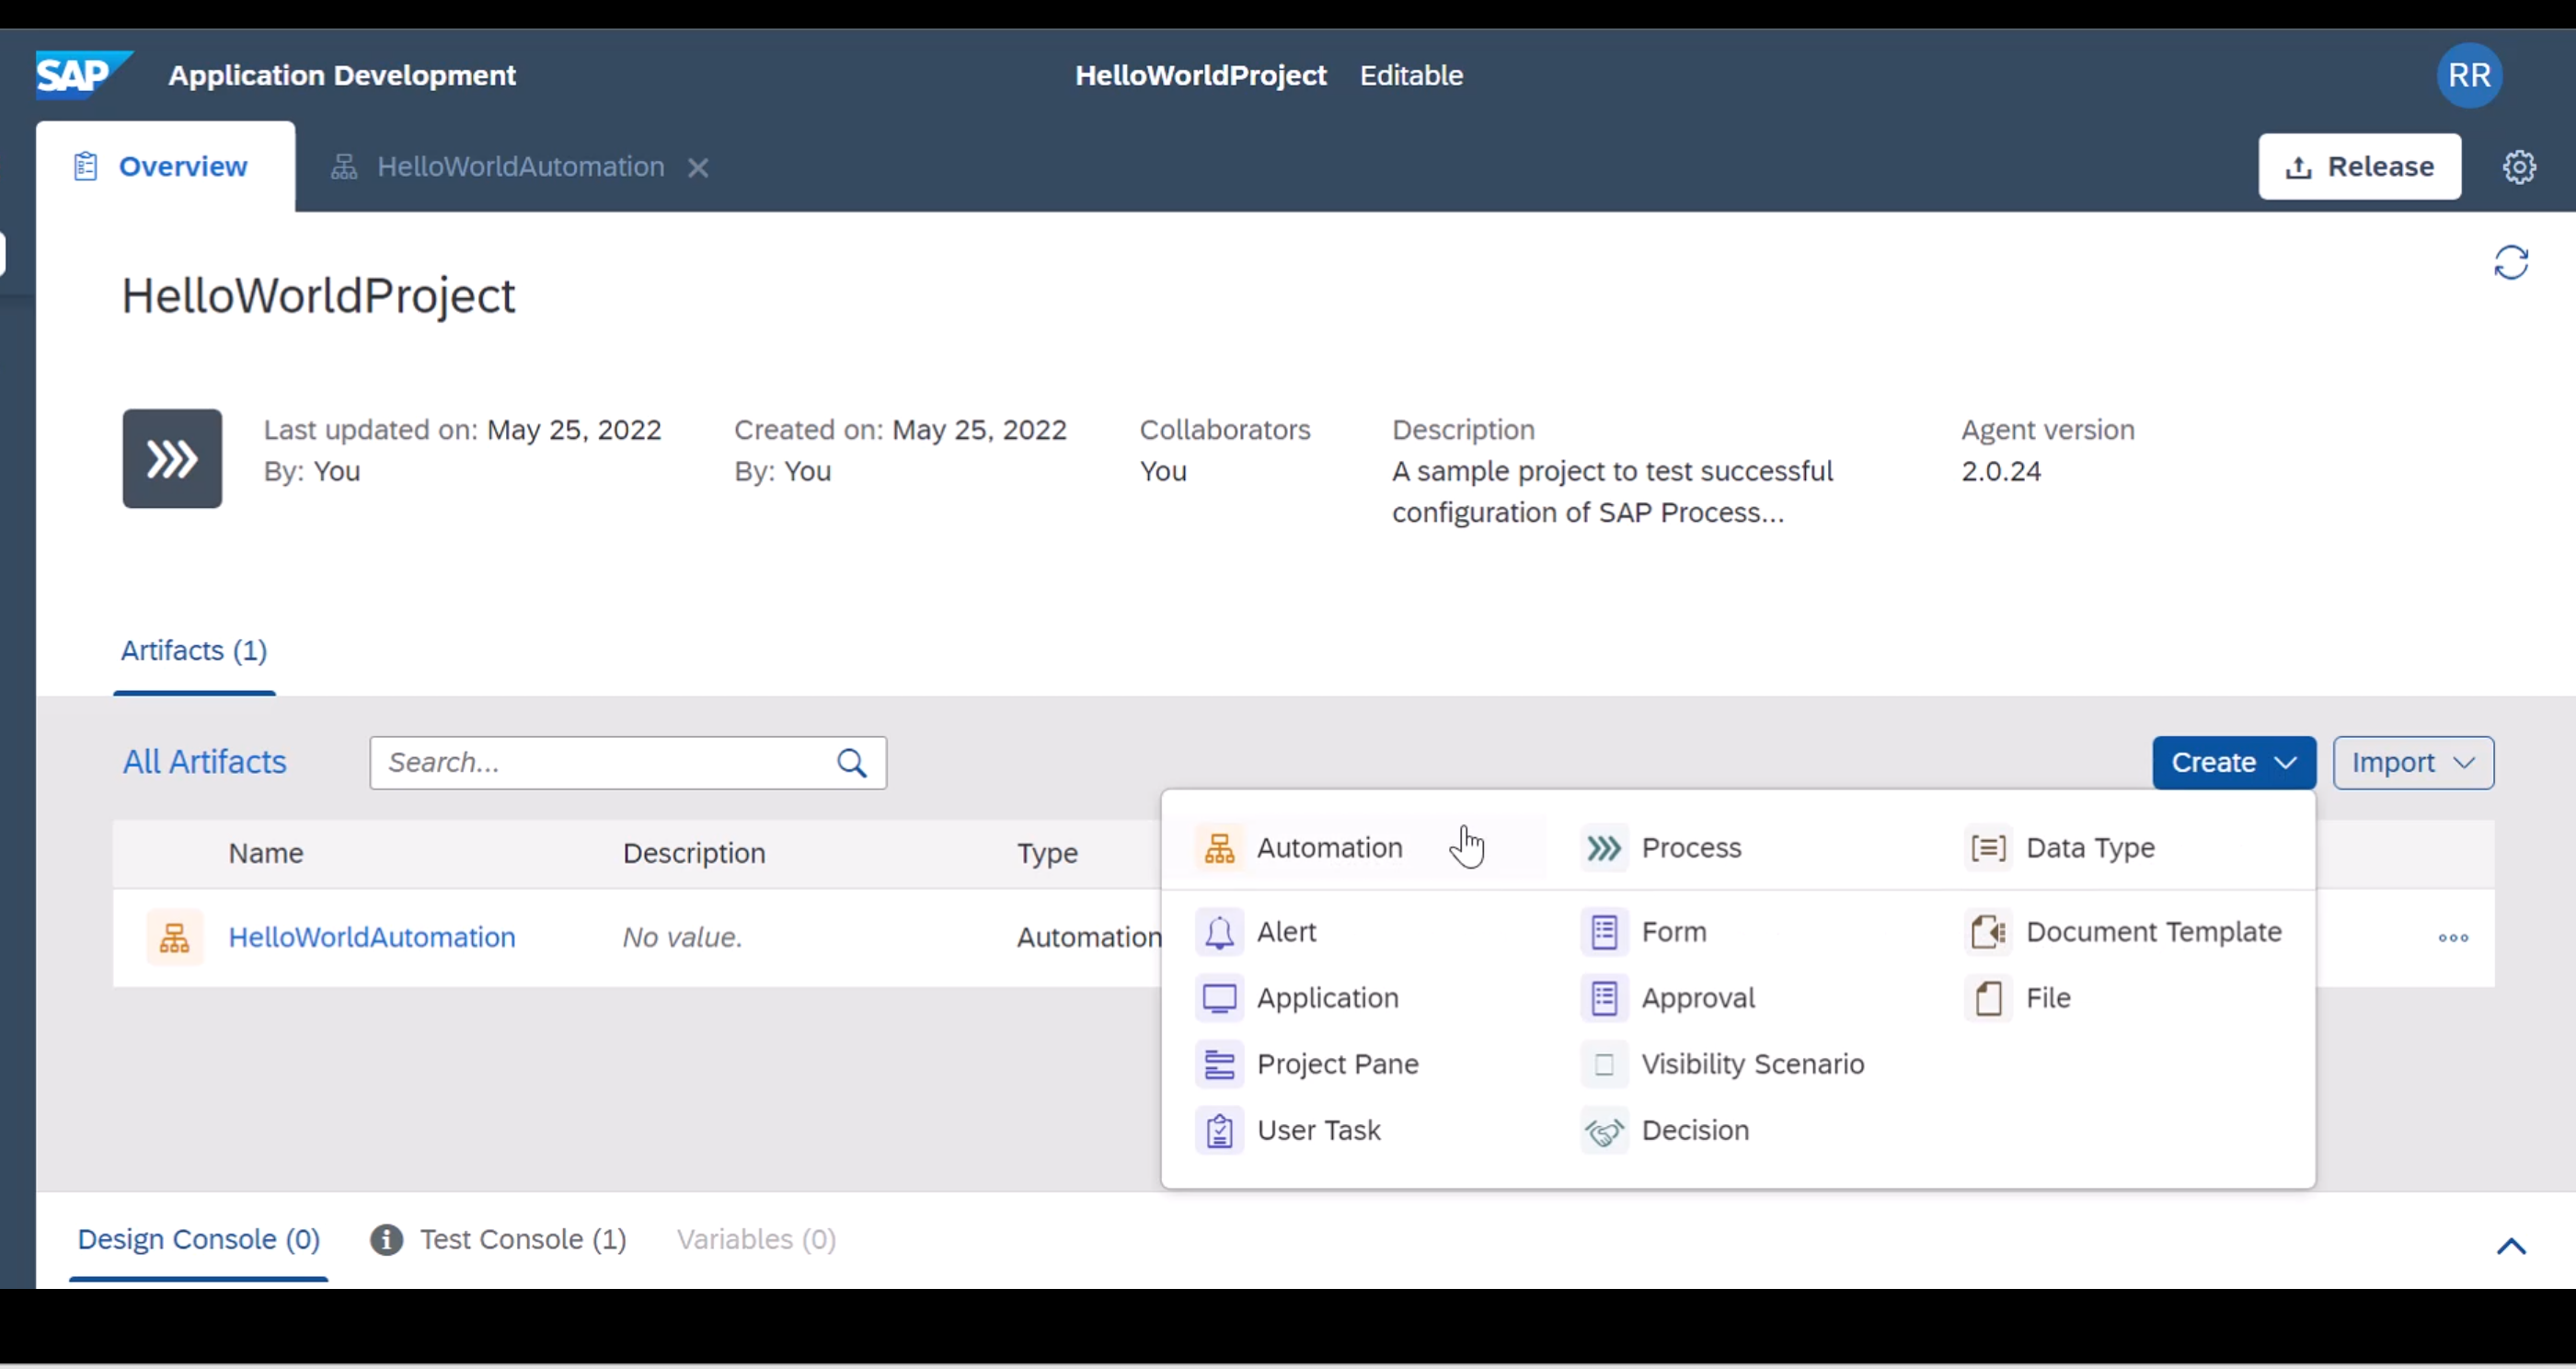 SAP Application Development HelloWorldProject Editable RR
Overview HelloWorldAutomation Release
HelloWorldProject
Last updated on: May 25, 2022 Created on: May 25, 2022 Collaborators Description Agent version
By: You By: You You A sample project to test successful 2.0.24
configuration of SAP Process...
Artifacts (1)
All Artifacts Search... Create Import
Name Description Type
HelloWorldAutomation No value. Automation
Automation Process Data Type
Alert Form Document Template
Application Approval File
Project Pane Visibility Scenario
User Task Decision
Design Console (0) Test Console (1) Variables (0)